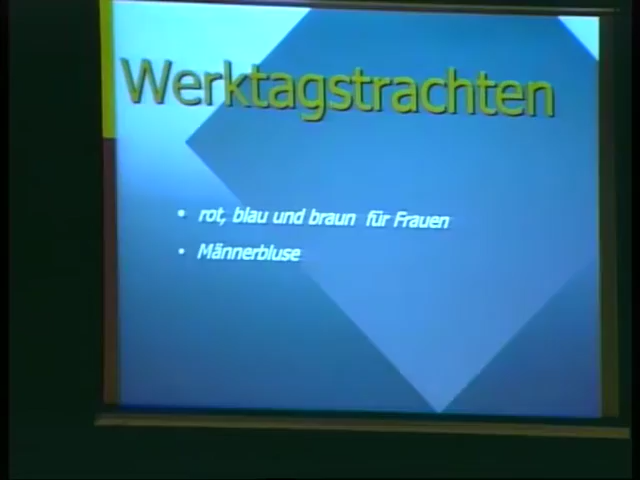 Werktagstrachten
• rot, blau und braun für Frauen
• Männerbluse